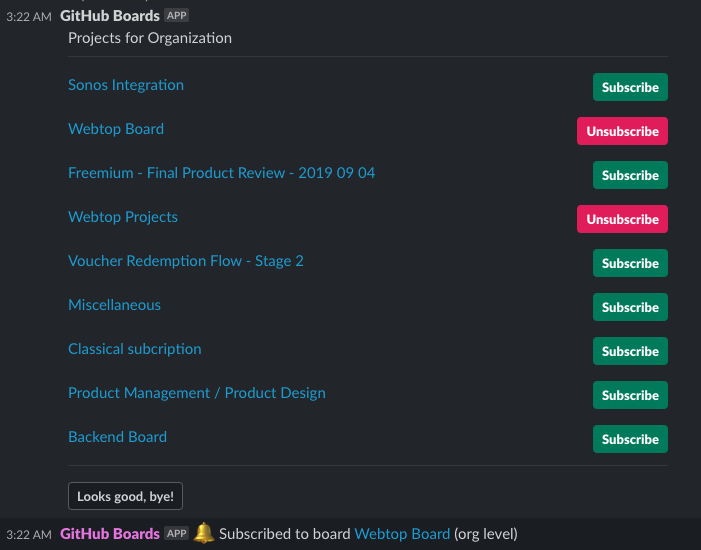 3:22 AM GitHub Boards APP
Projects for Organization
Sonos Integration Subscribe
Webtop Board Unsubscribe
Freemium - Final Product Review - 2019 09 04 Subscribe
Webtop Projects Unsubscribe
Voucher Redemption Flow - Stage 2 Subscribe
Miscellaneous Subscribe
Classical subcription Subscribe
Product Management / Product Design Subscribe
Backend Board Subscribe
Looks good, bye!
3:22 AM GitHub Boards APP 🔔 Subscribed to board Webtop Board (org level)